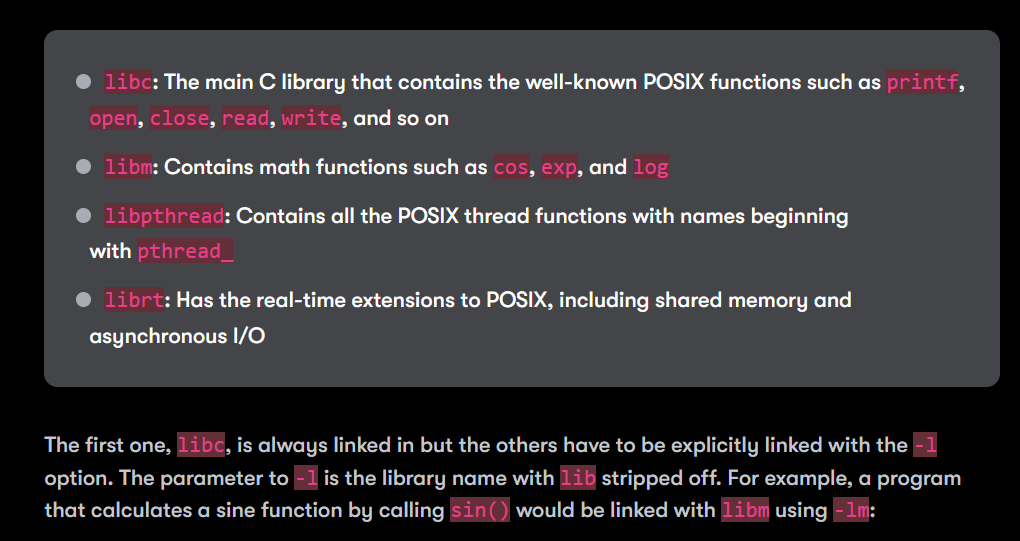 libc: The main C library that contains the well-known POSIX functions such as printf,
open, close, read, write, and so on
libm: Contains math functions such as cos, exp, and log
libpthread: Contains all the POSIX thread functions with names beginning
with pthread_
librt: Has the real-time extensions to POSIX, including shared memory and
asynchronous I/O
The first one, libc, is always linked in but the others have to be explicitly linked with the -l
option. The parameter to -l is the library name with lib stripped off. For example, a program
that calculates a sine function by calling sin() would be linked with libm using -lm: